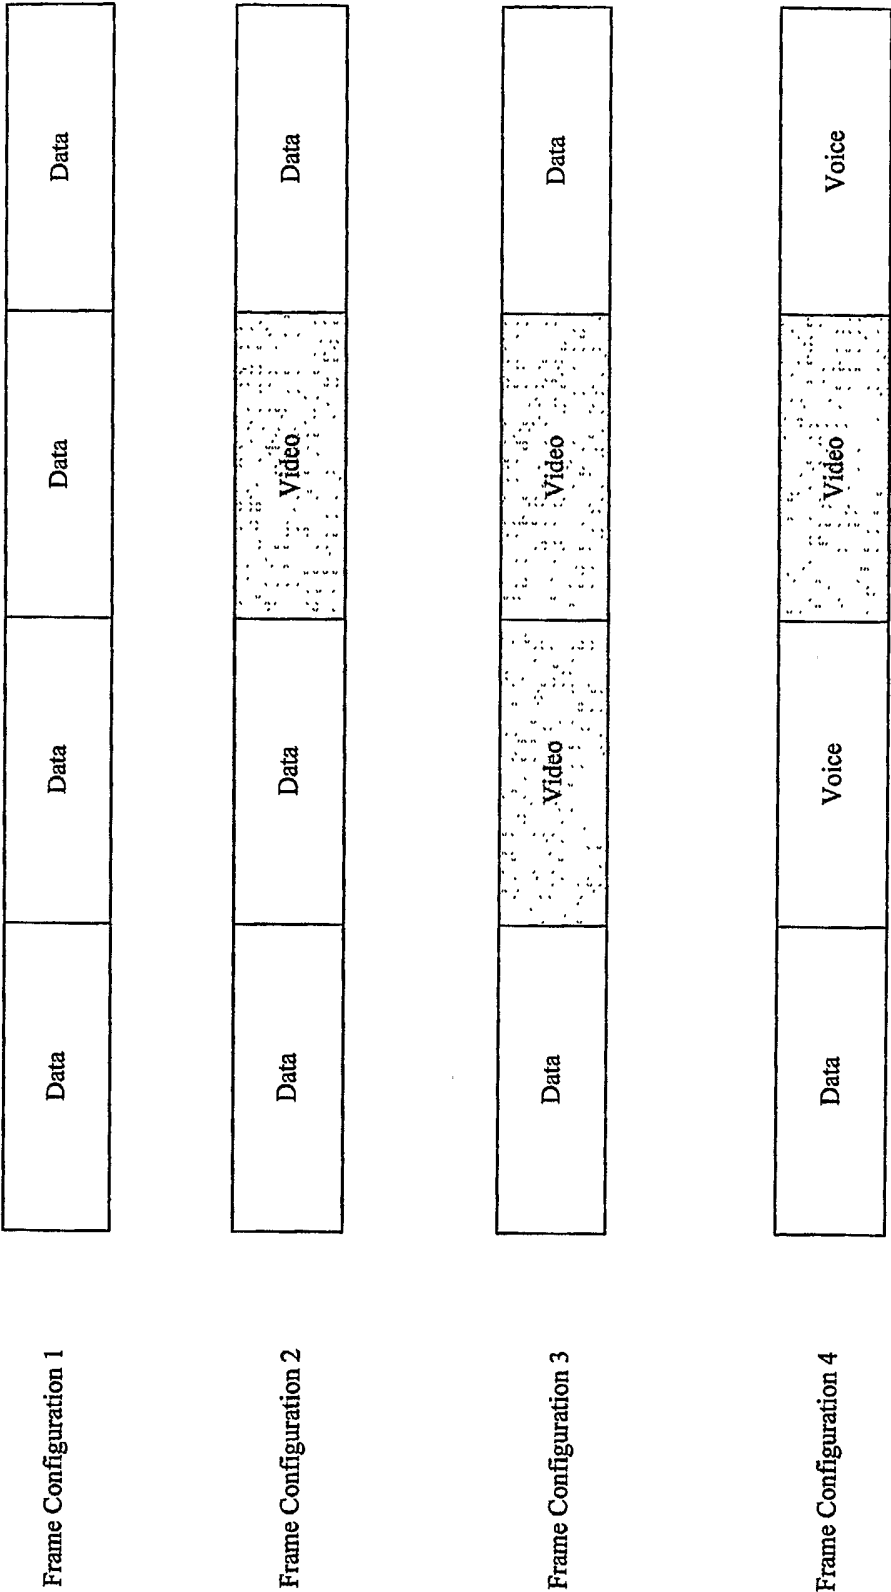 Frame Configuration 1
Data
Data
Data
Data
Frame Configuration 2
Data
Data
Video
Data
Frame Configuration 3
Data
Video
Video
Data
Frame Configuration 4
Data
Voice
Video
Voice